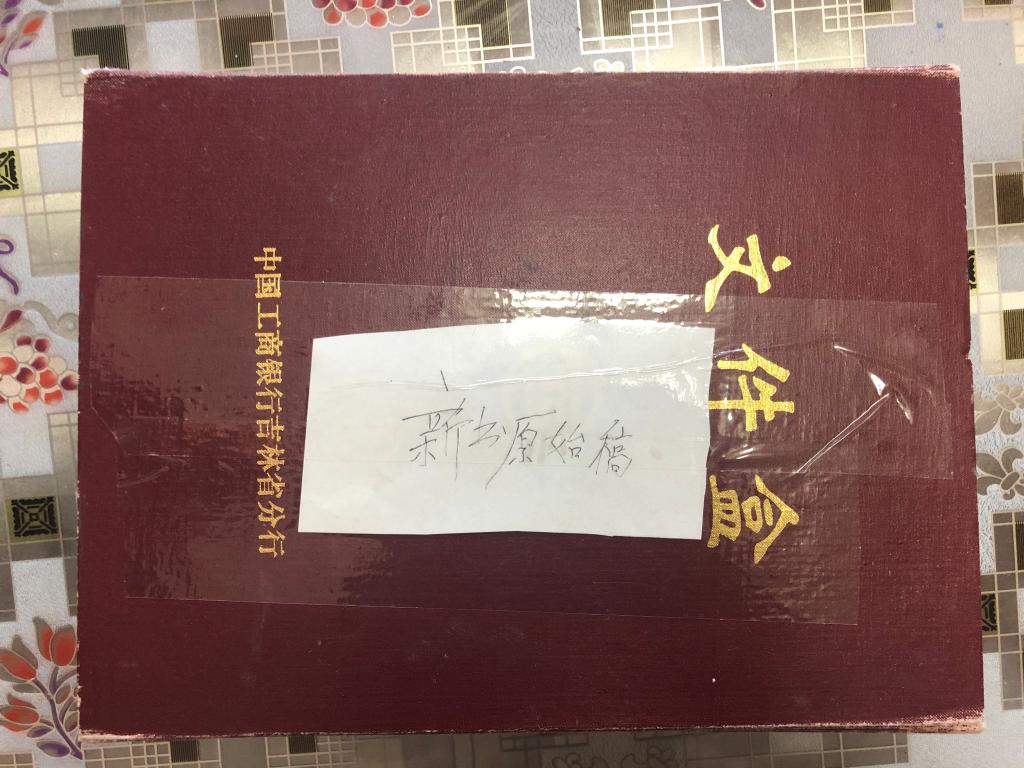 文件盒
新书原始稿
中国工商银行吉林省分行